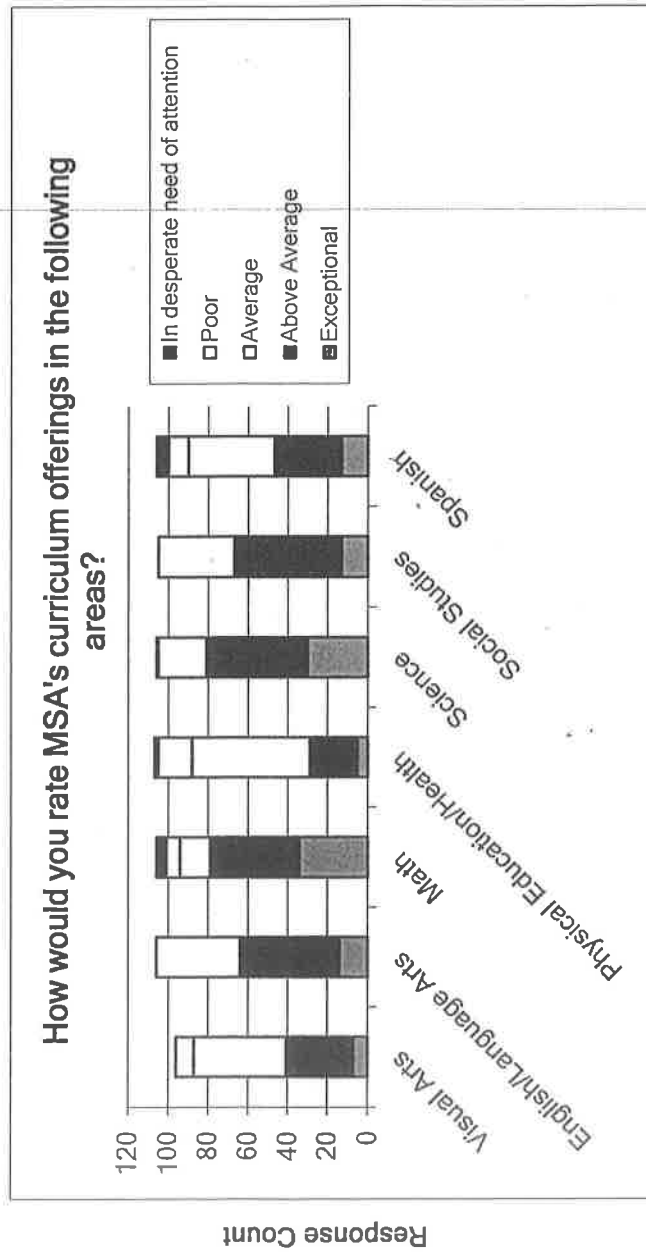 How would you rate MSA's curriculum offerings in the following
areas?
Response Count
120
100
80
60
40
20
0
Visual Arts
English/Language Arts
Math
Physical Education/Health
Science
Social Studies
Spanish
In desperate need of attention
Poor
Average
Above Average
Exceptional